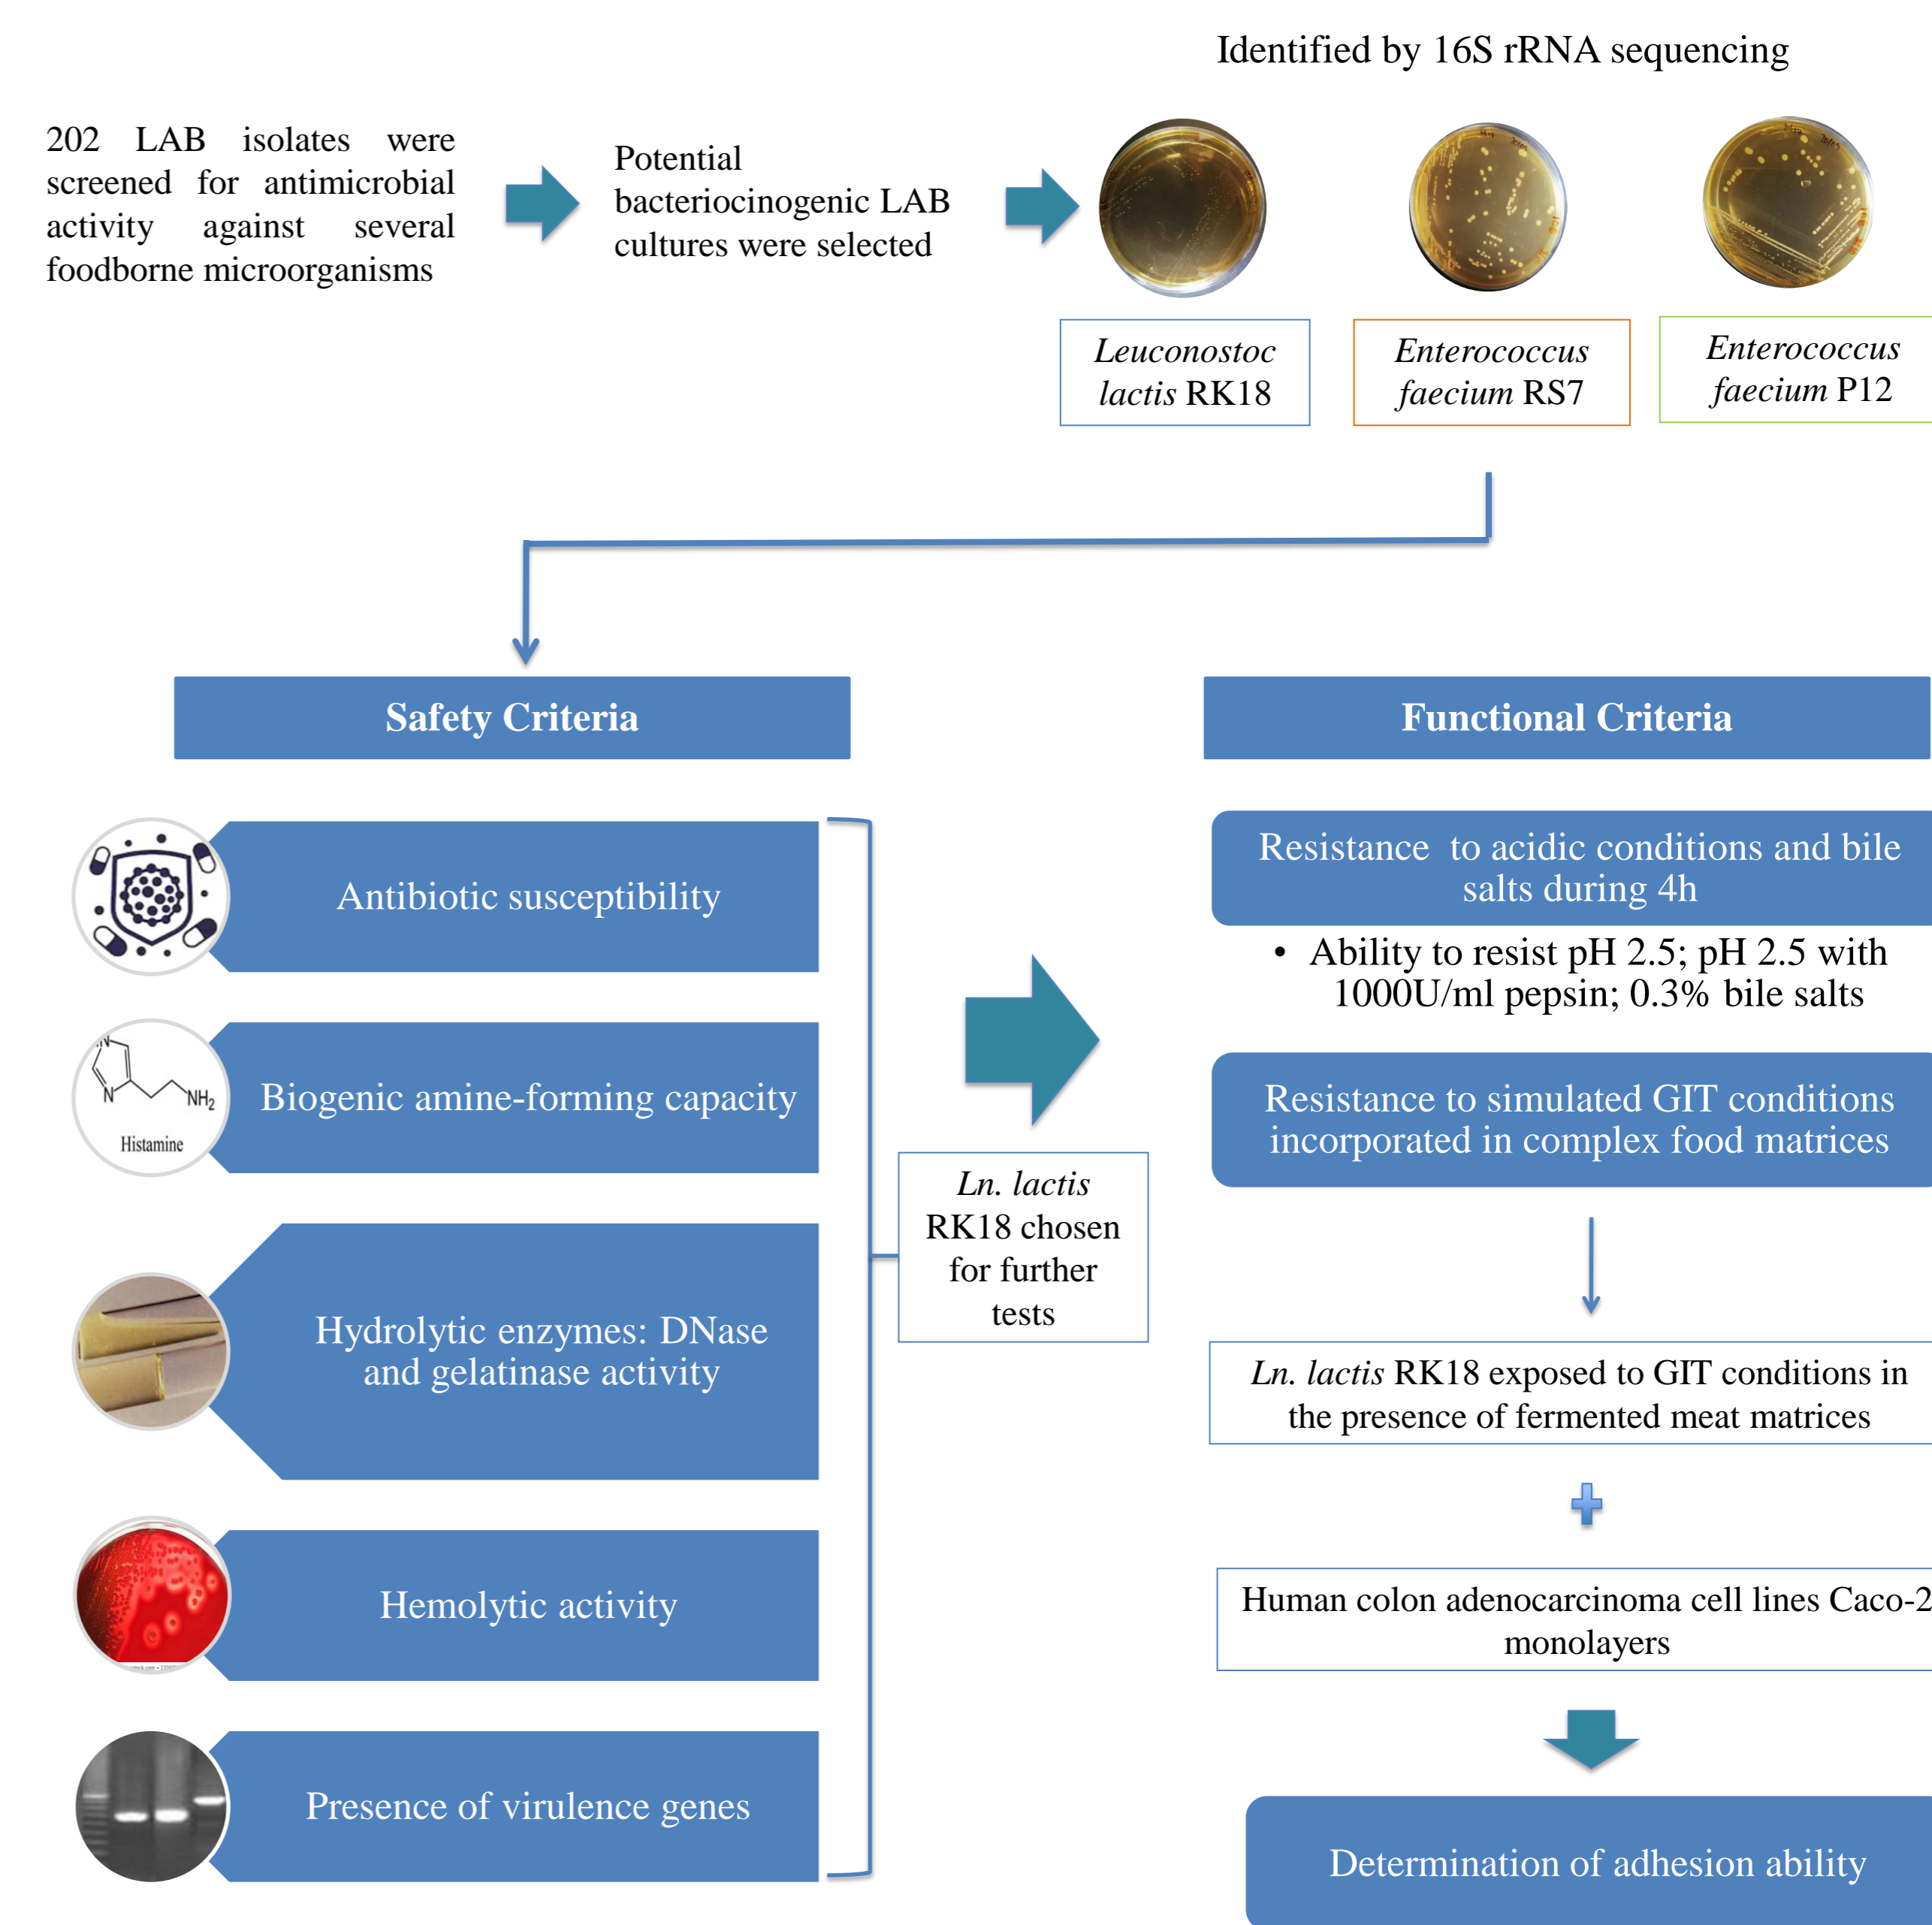 Identified by 16S rRNA sequencing
202 LAB isolates were
screened for antimicrobial
activity against several
foodborne microorganisms
Potential
bacteriocinogenic LAB
cultures were selected
Leuconostoc
lactis RK18
Enterococcus
faecium RS7
Enterococcus
faecium P12
Safety Criteria
Antibiotic susceptibility
N
NH2
Histamine
Biogenic amine-forming capacity
Hydrolytic enzymes: DNase
and gelatinase activity
Hemolytic activity
Presence of virulence genes
Ln. lactis
RK18 chosen
for further
tests
Functional Criteria
Resistance to acidic conditions and bile
salts during 4h
• Ability to resist pH 2.5; pH 2.5 with
1000U/ml pepsin; 0.3% bile salts
Resistance to simulated GIT conditions
incorporated in complex food matrices
Ln. lactis RK18 exposed to GIT conditions in
the presence of fermented meat matrices
Human colon adenocarcinoma cell lines Caco-2
monolayers
Determination of adhesion ability